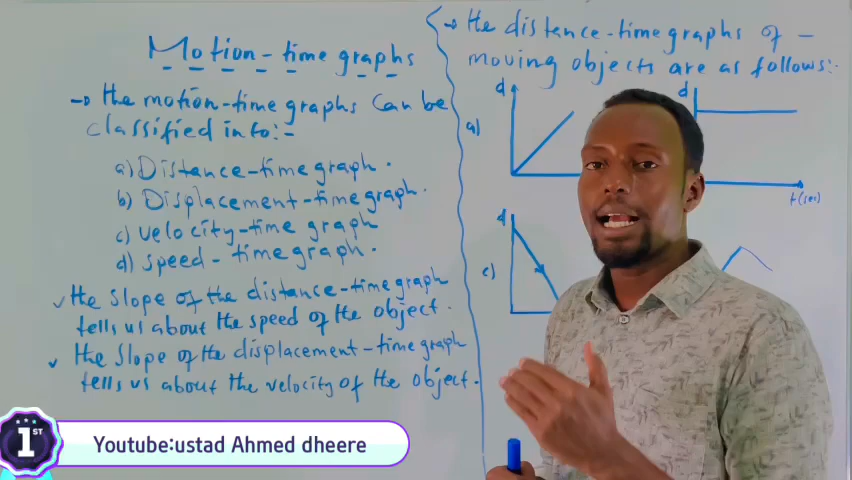 Motion-time graphs
→ the motion-time graphs can be
classified into:-
a) Distance-time graph.
b) Displacement-time graph.
c) velocity-time graph
d) speed-time graph.
✓ the slope of the distance-time graph
tells us about the speed of the object.
✓ the slope of the displacement-time graph
tells us about the velocity of the object.
→ the distance-time graphs of -
moving objects are as follows:-
a)
d
d
t(sec)
c)
d
1ST
Youtube:ustad Ahmed dheere